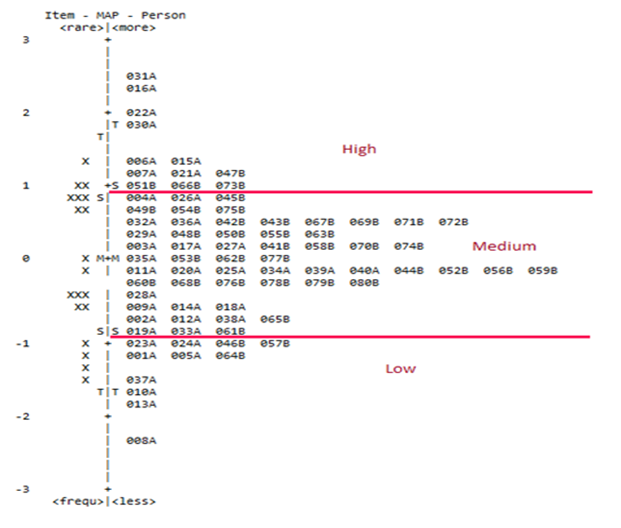 Item - MAP - Person
<rare>|<more>
3 +
|
|
| 031A
| 016A
|
2 + 022A
|T 030A
T|
High
X | 006A 015A
| 007A 021A 047B
1 XX +S 051B 066B 073B
XXX S| 004A 026A 045B
XX | 049B 054B 075B
| 032A 036A 042B 043B 067B 069B 071B 072B
| 029A 048B 050B 055B 063B
| 003A 017A 027A 041B 058B 070B 074B Medium
0 X M+M 035A 053B 062B 077B
X | 011A 020A 025A 034A 039A 040A 044B 052B 056B 059B
060B 068B 076B 078B 079B 080B
XXX | 028A
XX | 009A 014A 018A
| 002A 012A 038A 065B
S|S 019A 033A 061B
-1 X + 023A 024A 046B 057B
X | 001A 005A 064B
X |
Low
X | 037A
T|T 010A
| 013A
-2 +
|
| 008A
|
|
|
-3 +
<frequ>|<less>